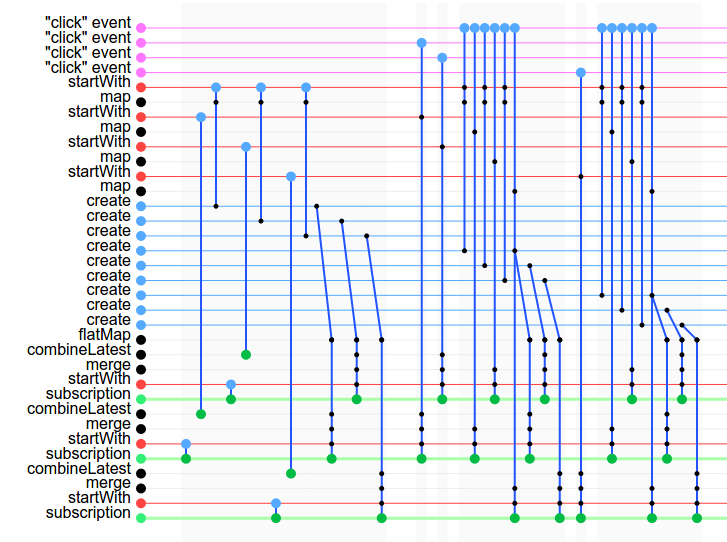 "click" event
"click" event
"click" event
"click" event
startWith
map
startWith
map
startWith
map
startWith
map
create
create
create
create
create
create
create
create
create
flatMap
combineLatest
merge
startWith
subscription
combineLatest
merge
startWith
subscription
combineLatest
merge
startWith
subscription